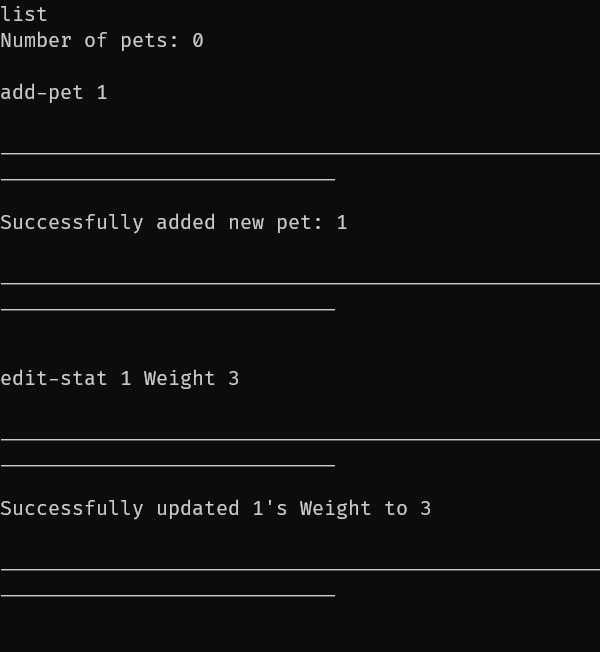 list
Number of pets: 0
add-pet 1
Successfully added new pet: 1
edit-stat 1 Weight 3
Successfully updated 1's Weight to 3